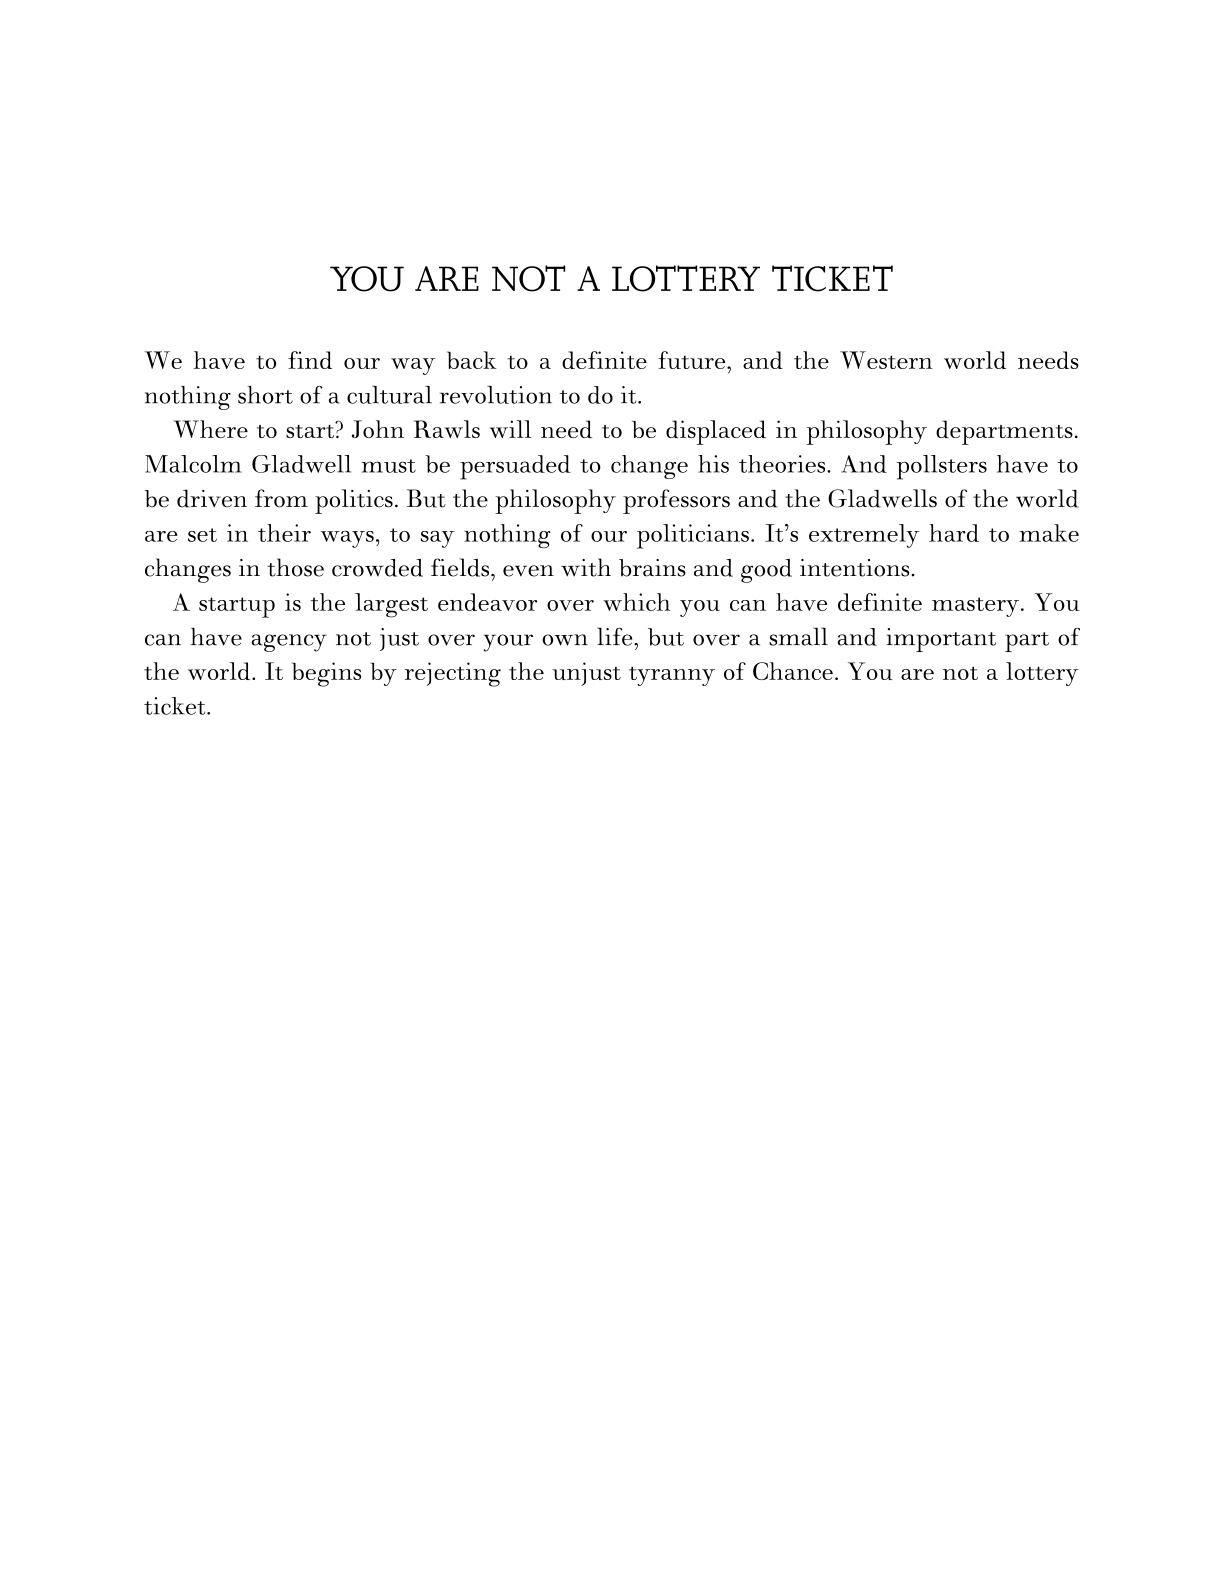 YOU ARE NOT A LOTTERY TICKET
We have to find our way back to a definite future, and the Western world needs
nothing short of a cultural revolution to do it.
Where to start? John Rawls will need to be displaced in philosophy departments.
Malcolm Gladwell must be persuaded to change his theories. And pollsters have to
be driven from politics. But the philosophy professors and the Gladwells of the world
are set in their ways, to say nothing of our politicians. It’s extremely hard to make
changes in those crowded fields, even with brains and good intentions.
A startup is the largest endeavor over which you can have definite mastery. You
can have agency not just over your own life, but over a small and important part of
the world. It begins by rejecting the unjust tyranny of Chance. You are not a lottery
ticket.